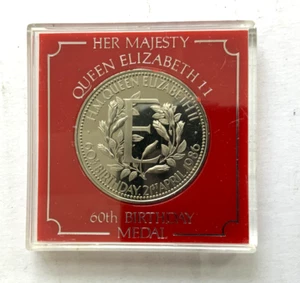 HER MAJESTY
QUEEN ELIZABETH II
H.M. QUEEN ELIZABETH II
E
60TH BIRTHDAY 21ST APRIL 1986
60th BIRTHDAY
MEDAL